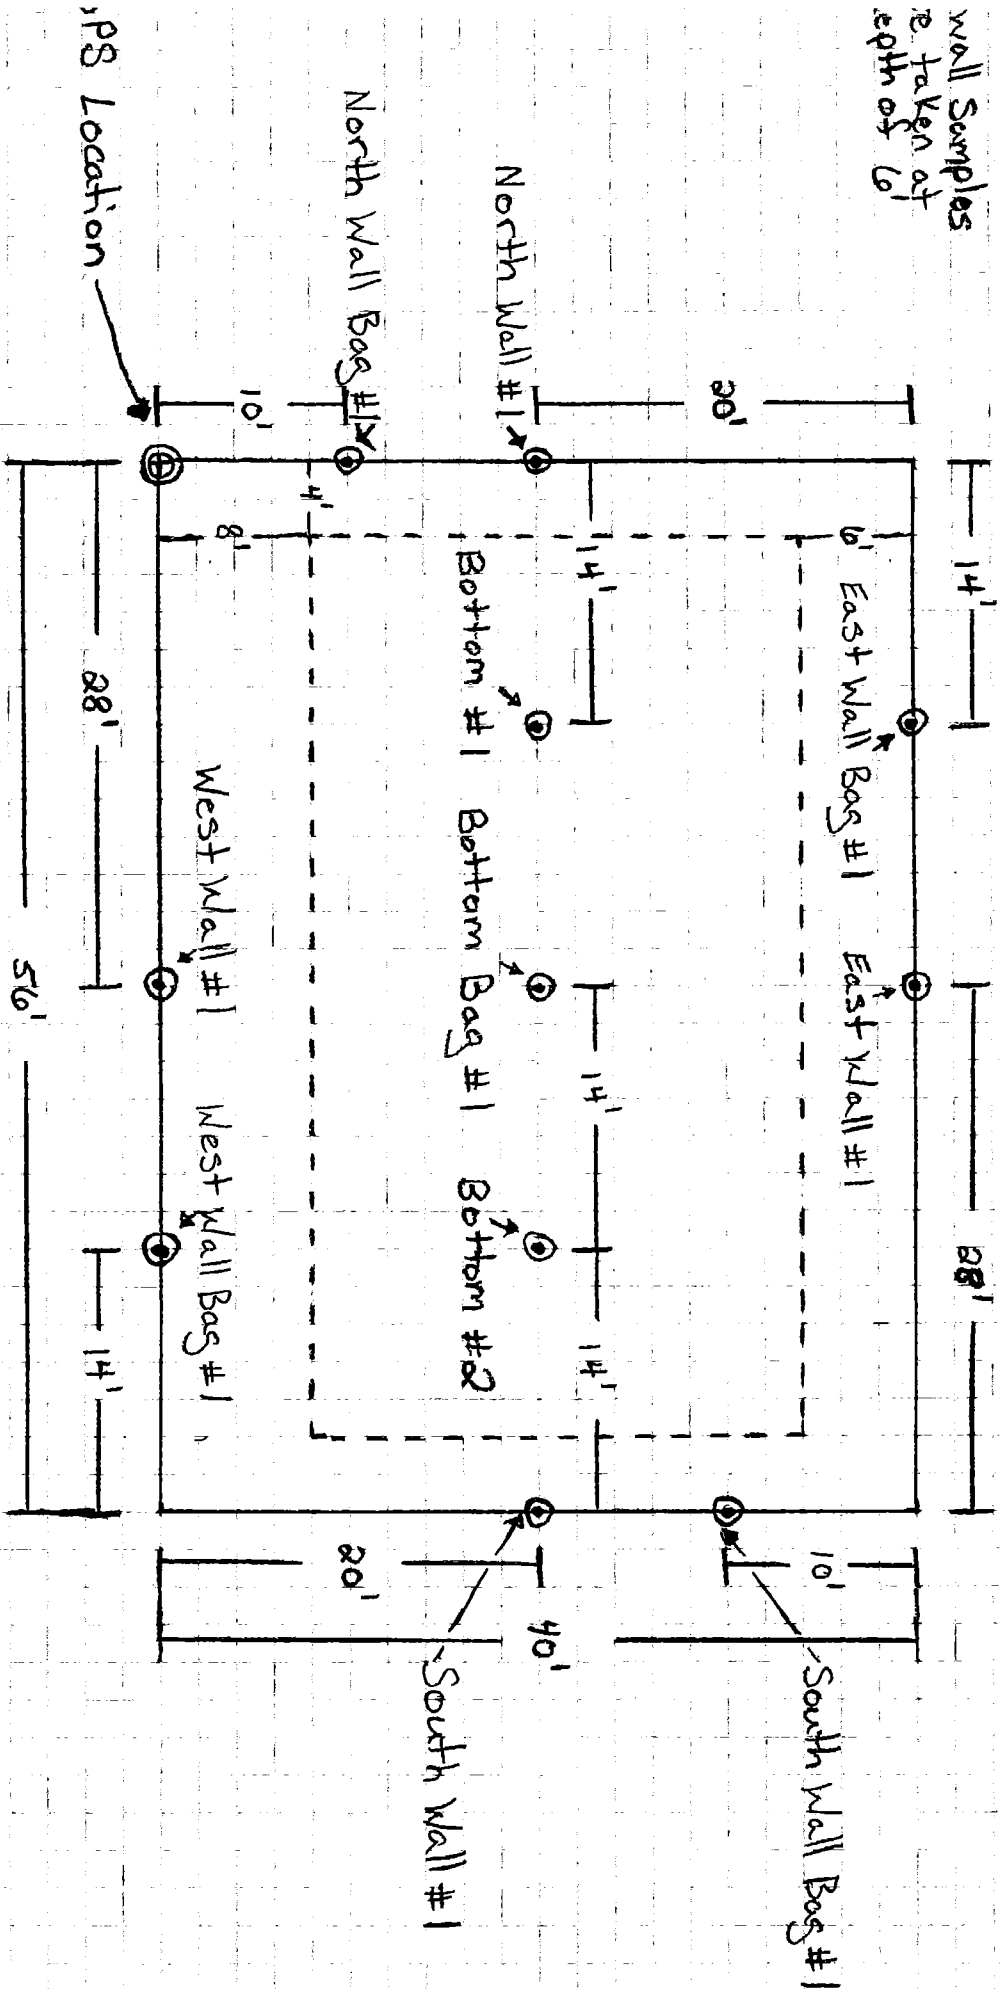 wall Samples
e taken at
epth of 6'
14'
28'
20'
6'
East Wall Bag #1
East Wall #1
10'
South Wall Bag #1
North Wall #1
14'
14'
14'
40'
Bottom #1
Bottom Bag #1
Bottom #2
South Wall #1
North Wall Bag #1
4'
20'
10'
8'
West Wall #1
West Wall Bag #1
PS Location
28'
14'
56'